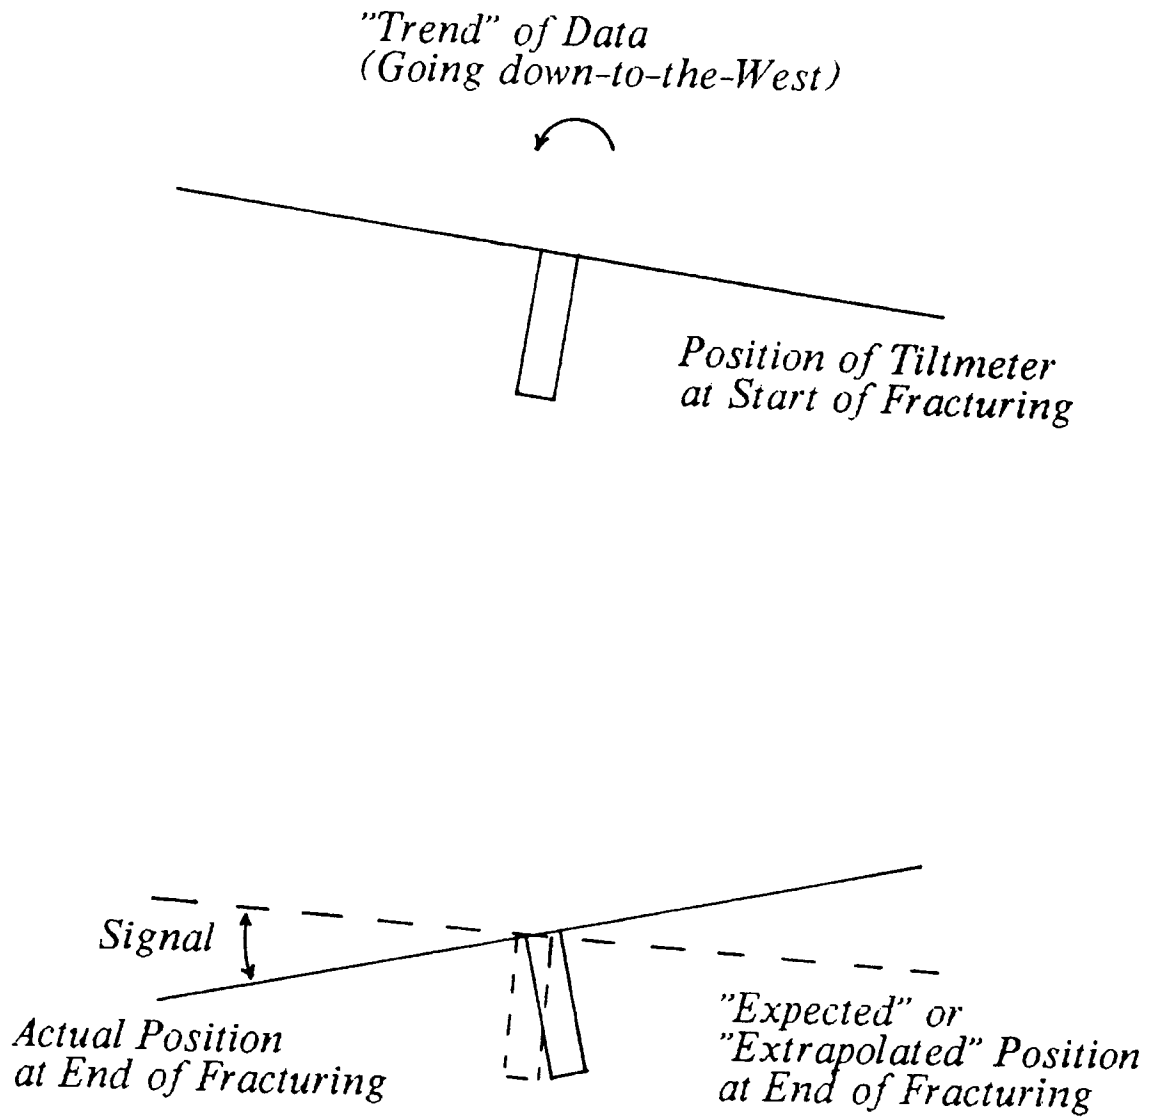 "Trend" of Data
(Going down-to-the-West)
Position of Tiltmeter
at Start of Fracturing
Signal
Actual Position
at End of Fracturing
"Expected" or
"Extrapolated" Position
at End of Fracturing